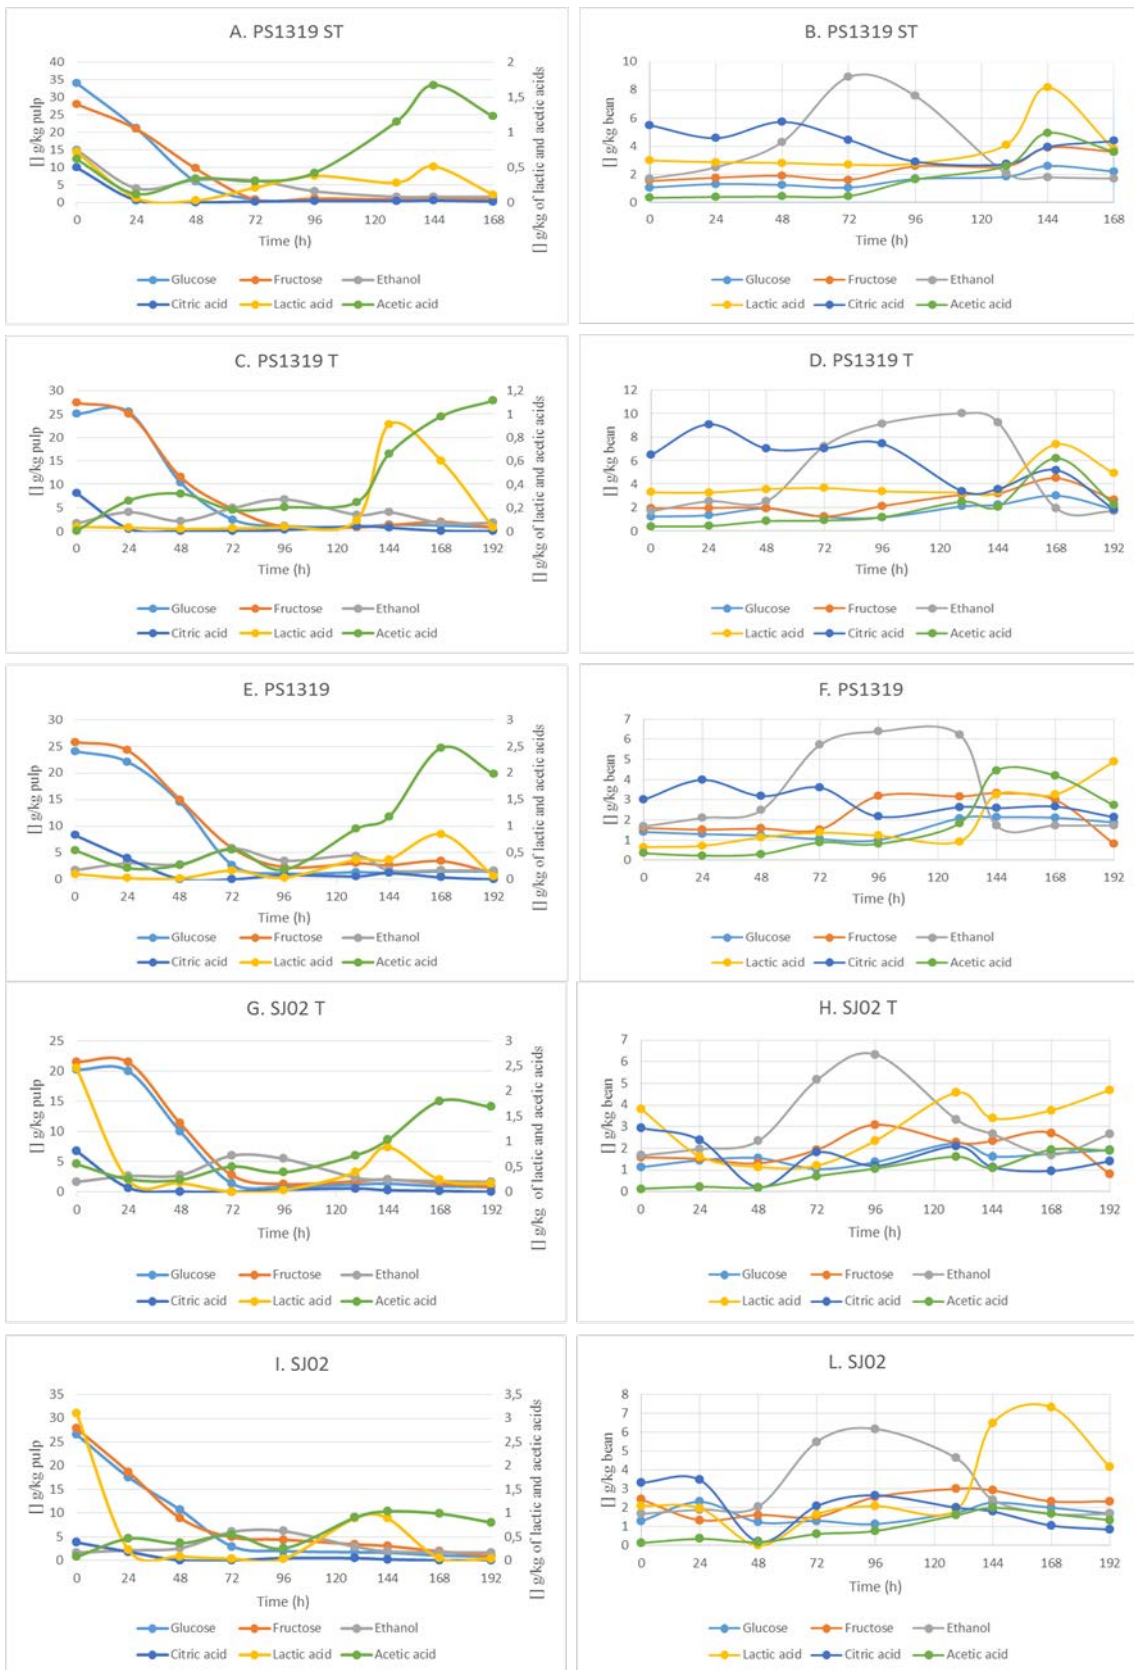 A. PS1319 ST
40
35
30
25
20
15
10
5
0
2
1,5
1
0,5
0
[] g/kg pulp
[] g/kg of lactic and acetic acids
0 24 48 72 96 120 144 168
Time (h)
Glucose Fructose Ethanol
Citric acid Lactic acid Acetic acid
B. PS1319 ST
10
8
6
4
2
0
[] g/kg bean
0 24 48 72 96 120 144 168
Time (h)
Glucose Fructose Ethanol
Lactic acid Citric acid Acetic acid
C. PS1319 T
30
25
20
15
10
5
0
1,2
1
0,8
0,6
0,4
0,2
0
[] g/kg pulp
[] g/kg of lactic and acetic acids
0 24 48 72 96 120 144 168 192
Time (h)
Glucose Fructose Ethanol
Citric acid Lactic acid Acetic acid
D. PS1319 T
12
10
8
6
4
2
0
[] g/kg bean
0 24 48 72 96 120 144 168 192
Time (h)
Glucose Fructose Ethanol
Lactic acid Citric acid Acetic acid
E. PS1319
30
25
20
15
10
5
0
3
2,5
2
1,5
1
0,5
0
[] g/kg pulp
[] g/kg of lactic and acetic acids
0 24 48 72 96 120 144 168 192
Time (h)
Glucose Fructose Ethanol
Citric acid Lactic acid Acetic acid
F. PS1319
7
6
5
4
3
2
1
0
[] g/kg bean
0 24 48 72 96 120 144 168 192
Time (h)
Glucose Fructose Ethanol
Lactic acid Citric acid Acetic acid
G. SJ02 T
25
20
15
10
5
0
3
2,5
2
1,5
1
0,5
0
[] g/kg pulp
[] g/kg of lactic and acetic acids
0 24 48 72 96 120 144 168 192
Time (h)
Glucose Fructose Ethanol
Citric acid Lactic acid Acetic acid
H. SJ02 T
7
6
5
4
3
2
1
0
[] g/kg bean
0 24 48 72 96 120 144 168 192
Time (h)
Glucose Fructose Ethanol
Lactic acid Citric acid Acetic acid
I. SJ02
35
30
25
20
15
10
5
0
3,5
3
2,5
2
1,5
1
0,5
0
[] g/kg pulp
[] g/kg of lactic and acetic acids
0 24 48 72 96 120 144 168 192
Time (h)
Glucose Fructose Ethanol
Citric acid Lactic acid Acetic acid
L. SJ02
8
7
6
5
4
3
2
1
0
[] g/kg bean
0 24 48 72 96 120 144 168 192
Time (h)
Glucose Fructose Ethanol
Lactic acid Citric acid Acetic acid